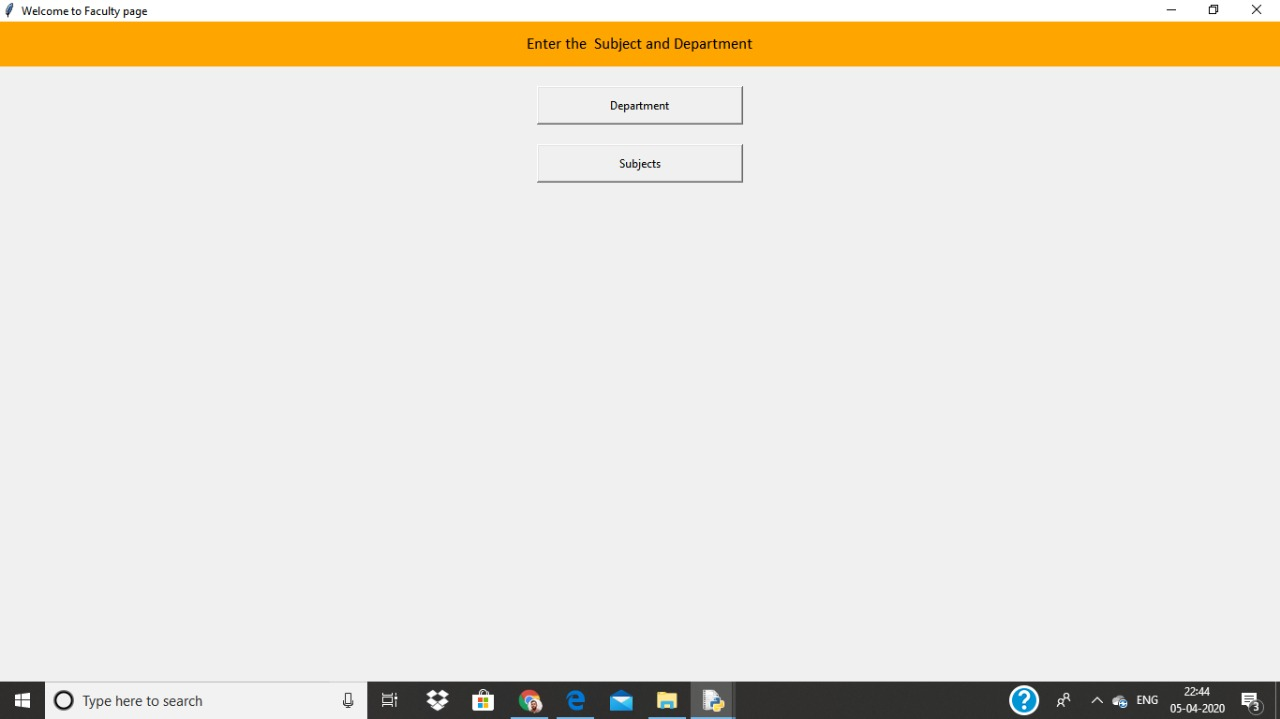 Welcome to Faculty page
Enter the  Subject and Department
Department
Subjects
Type here to search
ENG
22:44
05-04-2020
3